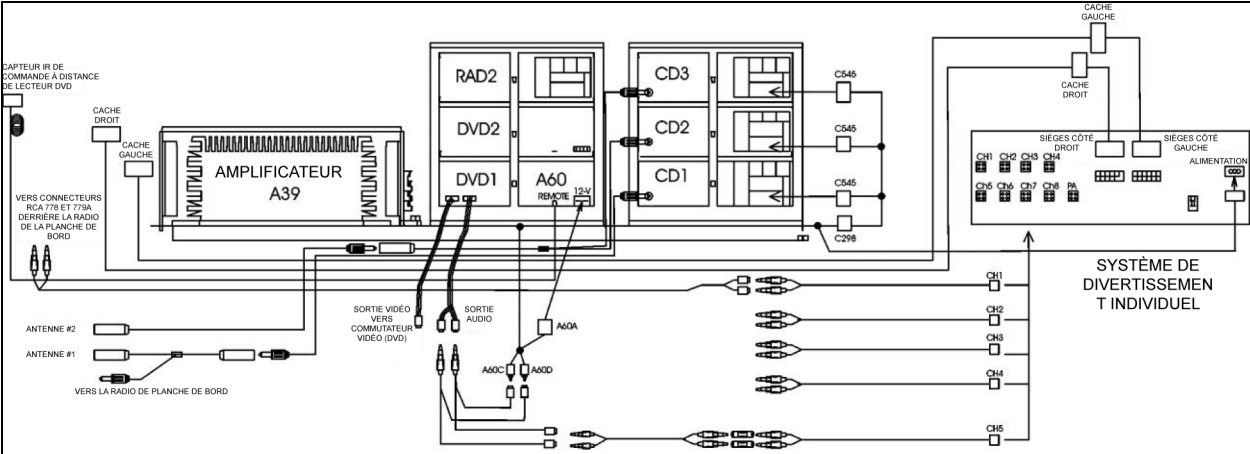 CACHE
GAUCHE
CACHE
DROIT
CAPTEUR IR DE
COMMANDE À DISTANCE
DE LECTEUR DVD
CACHE
DROIT
CACHE
GAUCHE
AMPLIFICATEUR
A39
RAD2
DVD2
DVD1
A60
REMOTE
12-V
CD3
CD2
CD1
C545
C545
C545
C298
SIÈGES CÔTÉ
DROIT
SIÈGES CÔTÉ
GAUCHE
ALIMENTATION
CH1
CH2
CH3
CH4
Ch5
Ch6
Ch7
Ch8
PA
SYSTÈME DE
DIVERTISSEMEN
T INDIVIDUEL
VERS CONNECTEURS
RCA 778 ET 779A
DERRIÈRE LA RADIO
DE LA PLANCHE DE
BORD
ANTENNE #2
ANTENNE #1
VERS LA RADIO DE PLANCHE DE BORD
SORTIE VIDÉO
VERS
COMMUTATEUR
VIDÉO (DVD)
SORTIE
AUDIO
A60A
A60C
A60D
CH1
CH2
CH3
CH4
CH5